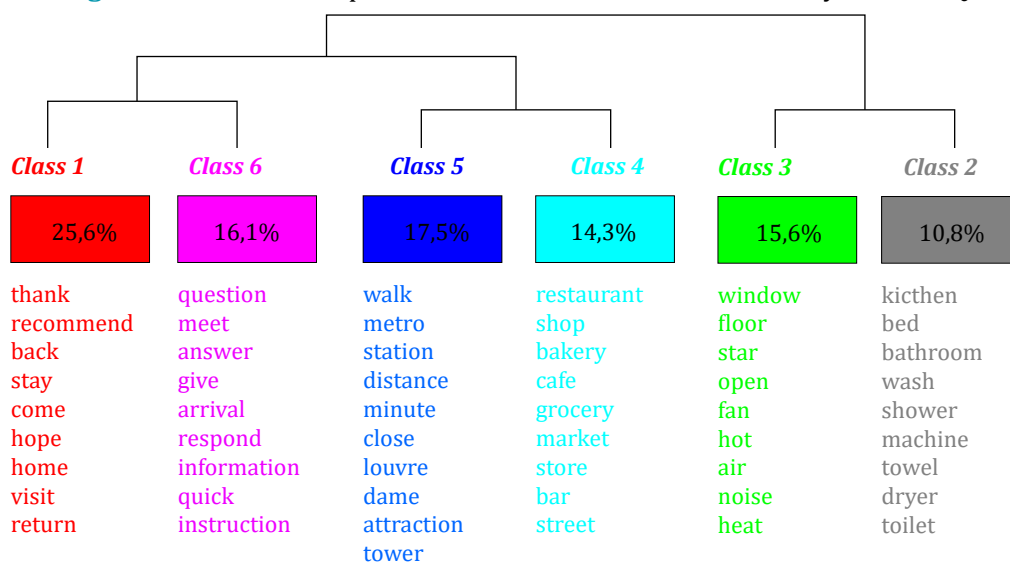 Class 1 Class 6 Class 5 Class 4 Class 3 Class 2
25,6% 16,1% 17,5% 14,3% 15,6% 10,8%
thank question walk restaurant window kicthen
recommend meet metro shop floor bed
back answer station bakery star bathroom
stay give distance cafe open wash
come arrival minute grocery fan shower
hope respond close market hot machine
home information louvre store air towel
visit quick dame bar noise dryer
return instruction attraction street heat toilet
tower